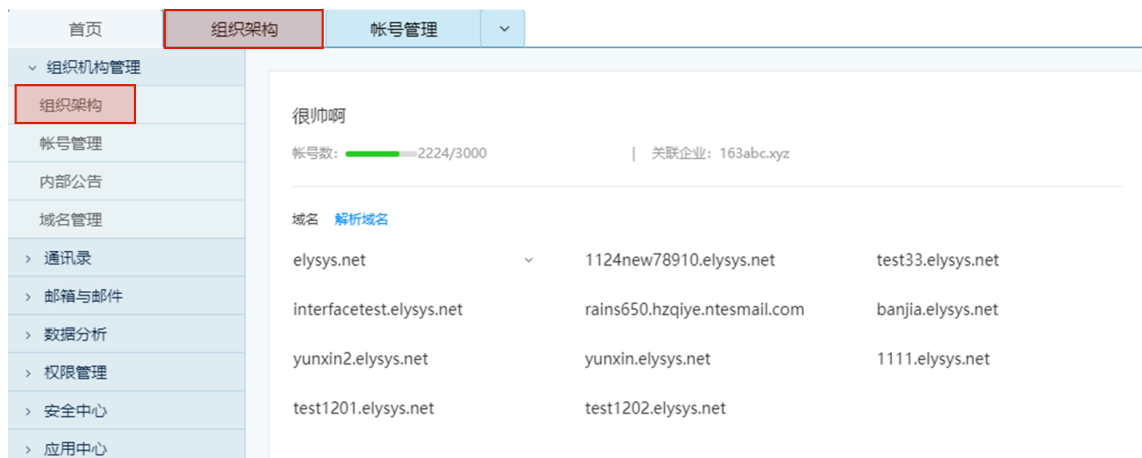 首页 组织架构 帐号管理
组织机构管理
组织架构
帐号管理
内部公告
域名管理
通讯录
邮箱与邮件
数据分析
权限管理
安全中心
应用中心
很帅啊
帐号数： 2224/3000 | 关联企业：163abc.xyz
域名 解析域名
elysys.net 1124new78910.elysys.net test33.elysys.net
interfacetest.elysys.net rains650.hzqiye.ntesmail.com banjia.elysys.net
yunxin2.elysys.net yunxin.elysys.net 1111.elysys.net
test1201.elysys.net test1202.elysys.net